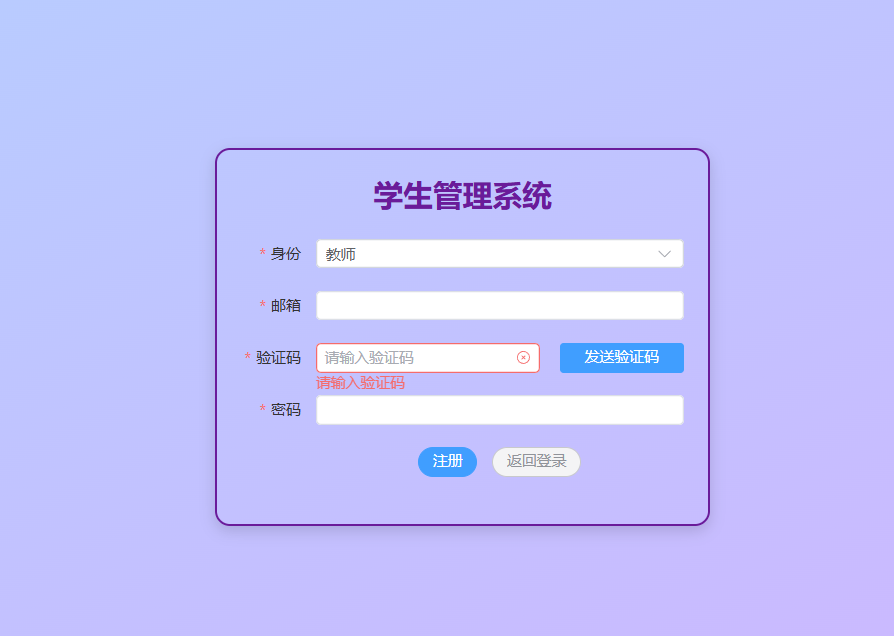 学生管理系统
* 身份 教师
* 邮箱
* 验证码 请输入验证码 发送验证码
请输入验证码
* 密码
注册 返回登录